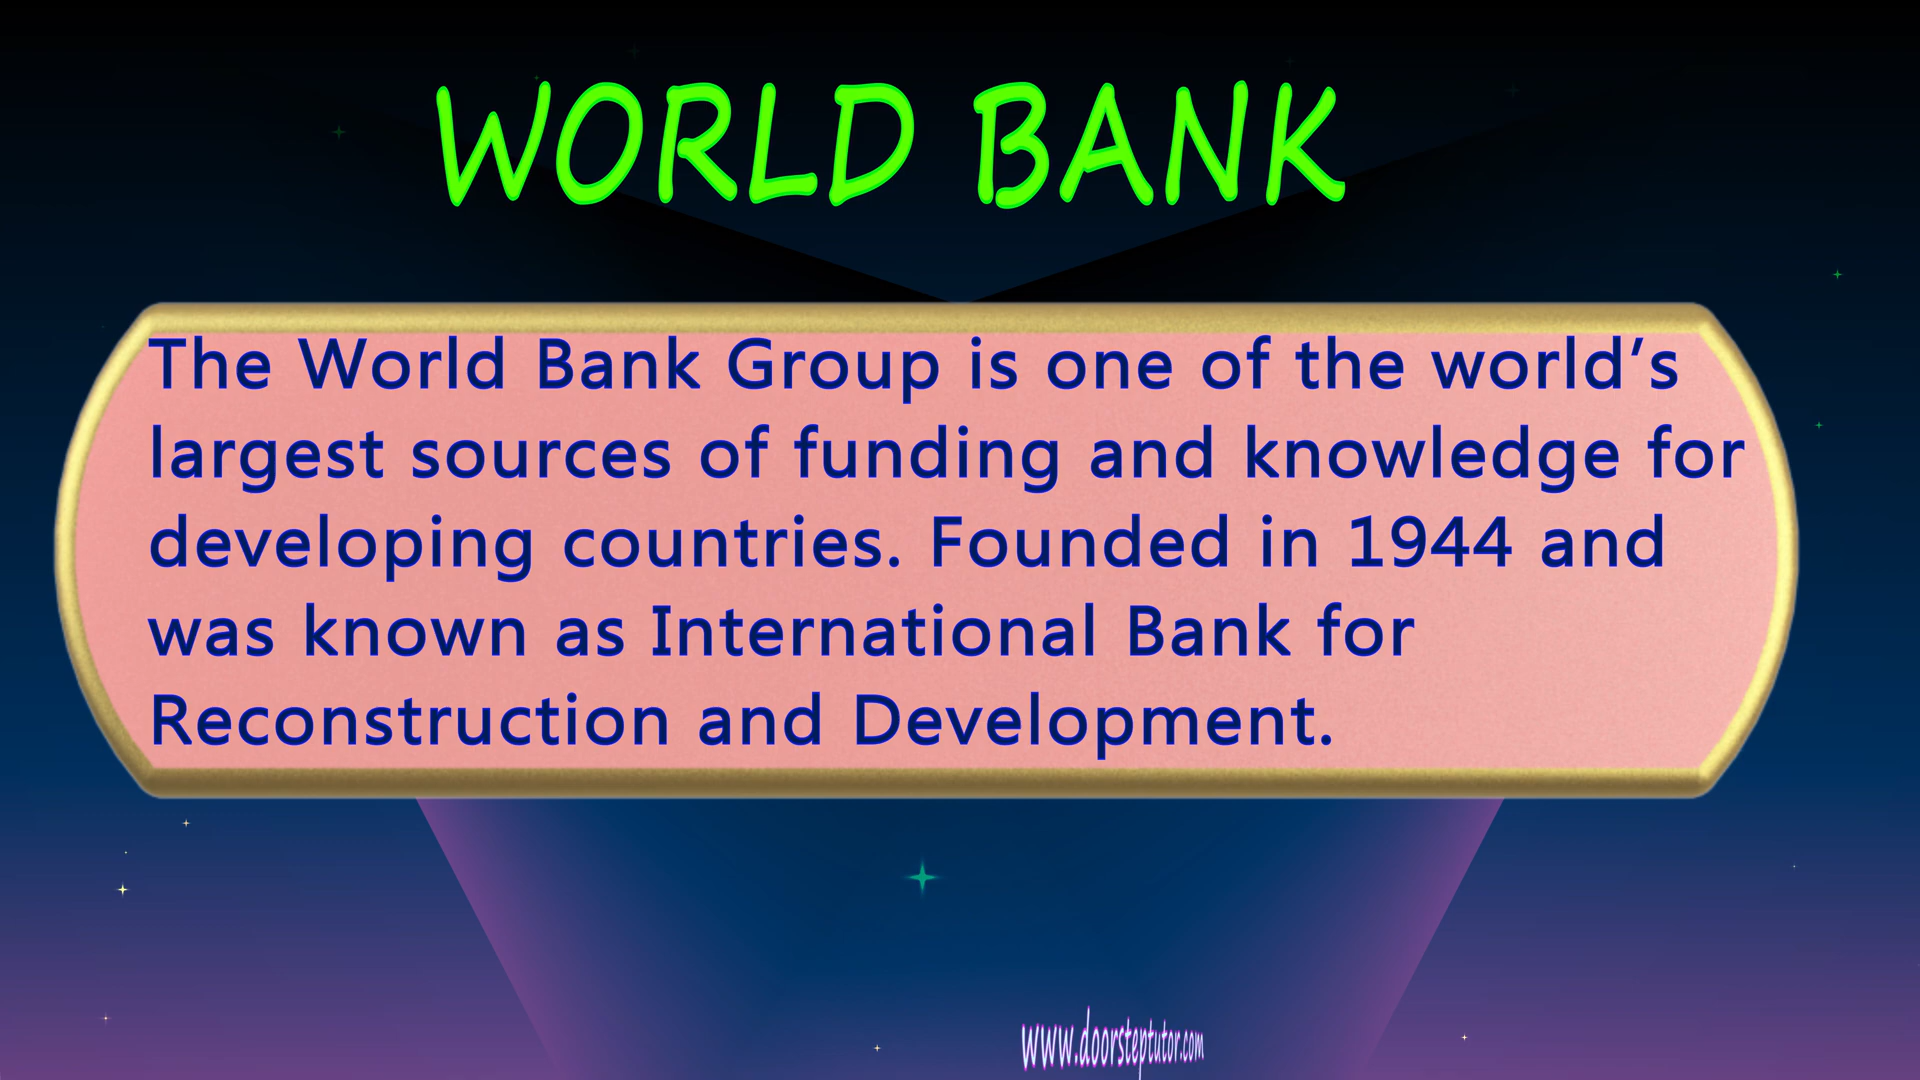 WORLD BANK
The World Bank Group is one of the world’s
largest sources of funding and knowledge for
developing countries. Founded in 1944 and
was known as International Bank for
Reconstruction and Development.
www.doorsteptutor.com